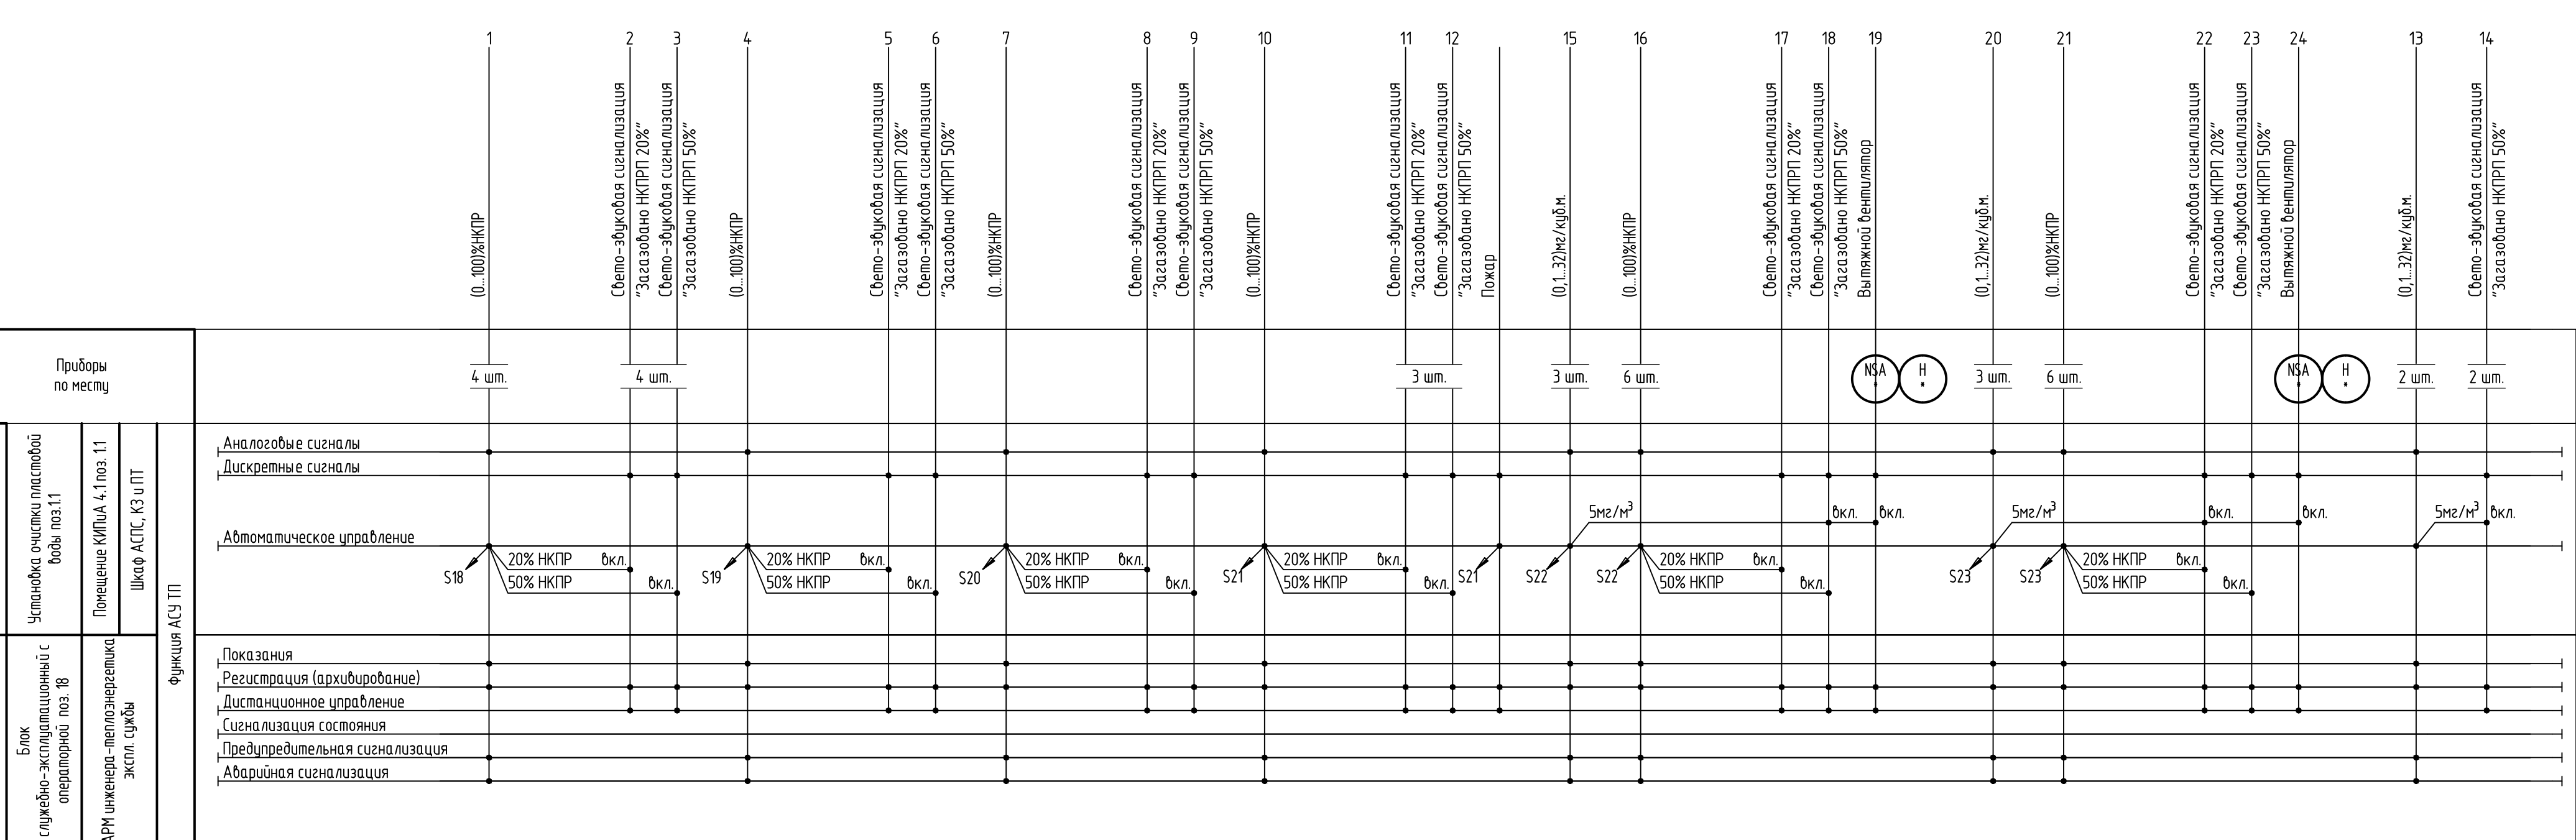 1 2 3 4 5 6 7 8 9 10 11 12 15 16 17 18 19 20 21 22 23 24 13 14
(0...100)%НКПР
Свето-звуковая сигнализация
"Загазовано НКПРП 20%"
Свето-звуковая сигнализация
"Загазовано НКПРП 50%"
(0...100)%НКПР
Свето-звуковая сигнализация
"Загазовано НКПРП 20%"
Свето-звуковая сигнализация
"Загазовано НКПРП 50%"
(0...100)%НКПР
Свето-звуковая сигнализация
"Загазовано НКПРП 20%"
Свето-звуковая сигнализация
"Загазовано НКПРП 50%"
(0...100)%НКПР
Свето-звуковая сигнализация
"Загазовано НКПРП 20%"
Свето-звуковая сигнализация
"Загазовано НКПРП 50%"
Пожар
(0,1...32)мг/куб.м.
(0...100)%НКПР
Свето-звуковая сигнализация
"Загазовано НКПРП 20%"
Свето-звуковая сигнализация
"Загазовано НКПРП 50%"
Вытяжной вентилятор
(0,1...32)мг/куб.м.
(0...100)%НКПР
Свето-звуковая сигнализация
"Загазовано НКПРП 20%"
Свето-звуковая сигнализация
"Загазовано НКПРП 50%"
Вытяжной вентилятор
(0,1...32)мг/куб.м.
Свето-звуковая сигнализация
"Загазовано НКПРП 50%"
Приборы
по месту
4 шт. 4 шт. 3 шт. 3 шт. 6 шт. NSA * H * 3 шт. 6 шт. NSA * H * 2 шт. 2 шт.
Установка очистки пластовой
воды поз.1.1
Помещение КИПиА 4.1 поз. 1.1
Шкаф АСПС, КЗ и ПТ
Функция АСУ ТП
Аналоговые сигналы
Дискретные сигналы
5мг/м³ вкл. вкл. 5мг/м³ вкл. вкл. 5мг/м³ вкл.
Автоматическое управление
20% НКПР вкл. 20% НКПР вкл. 20% НКПР вкл. 20% НКПР вкл. 20% НКПР вкл. 20% НКПР вкл.
S18 S19 S20 S21 S21 S22 S22 S23 S23
50% НКПР вкл. 50% НКПР вкл. 50% НКПР вкл. 50% НКПР вкл. 50% НКПР вкл. 50% НКПР вкл.
Блок
служебно-эксплуатационный с
операторной поз. 18
АРМ инженера-теплоэнергетика
экспл. сужбы
Показания
Регистрация (архивирование)
Дистанционное управление
Сигнализация состояния
Предупредительная сигнализация
Аварийная сигнализация